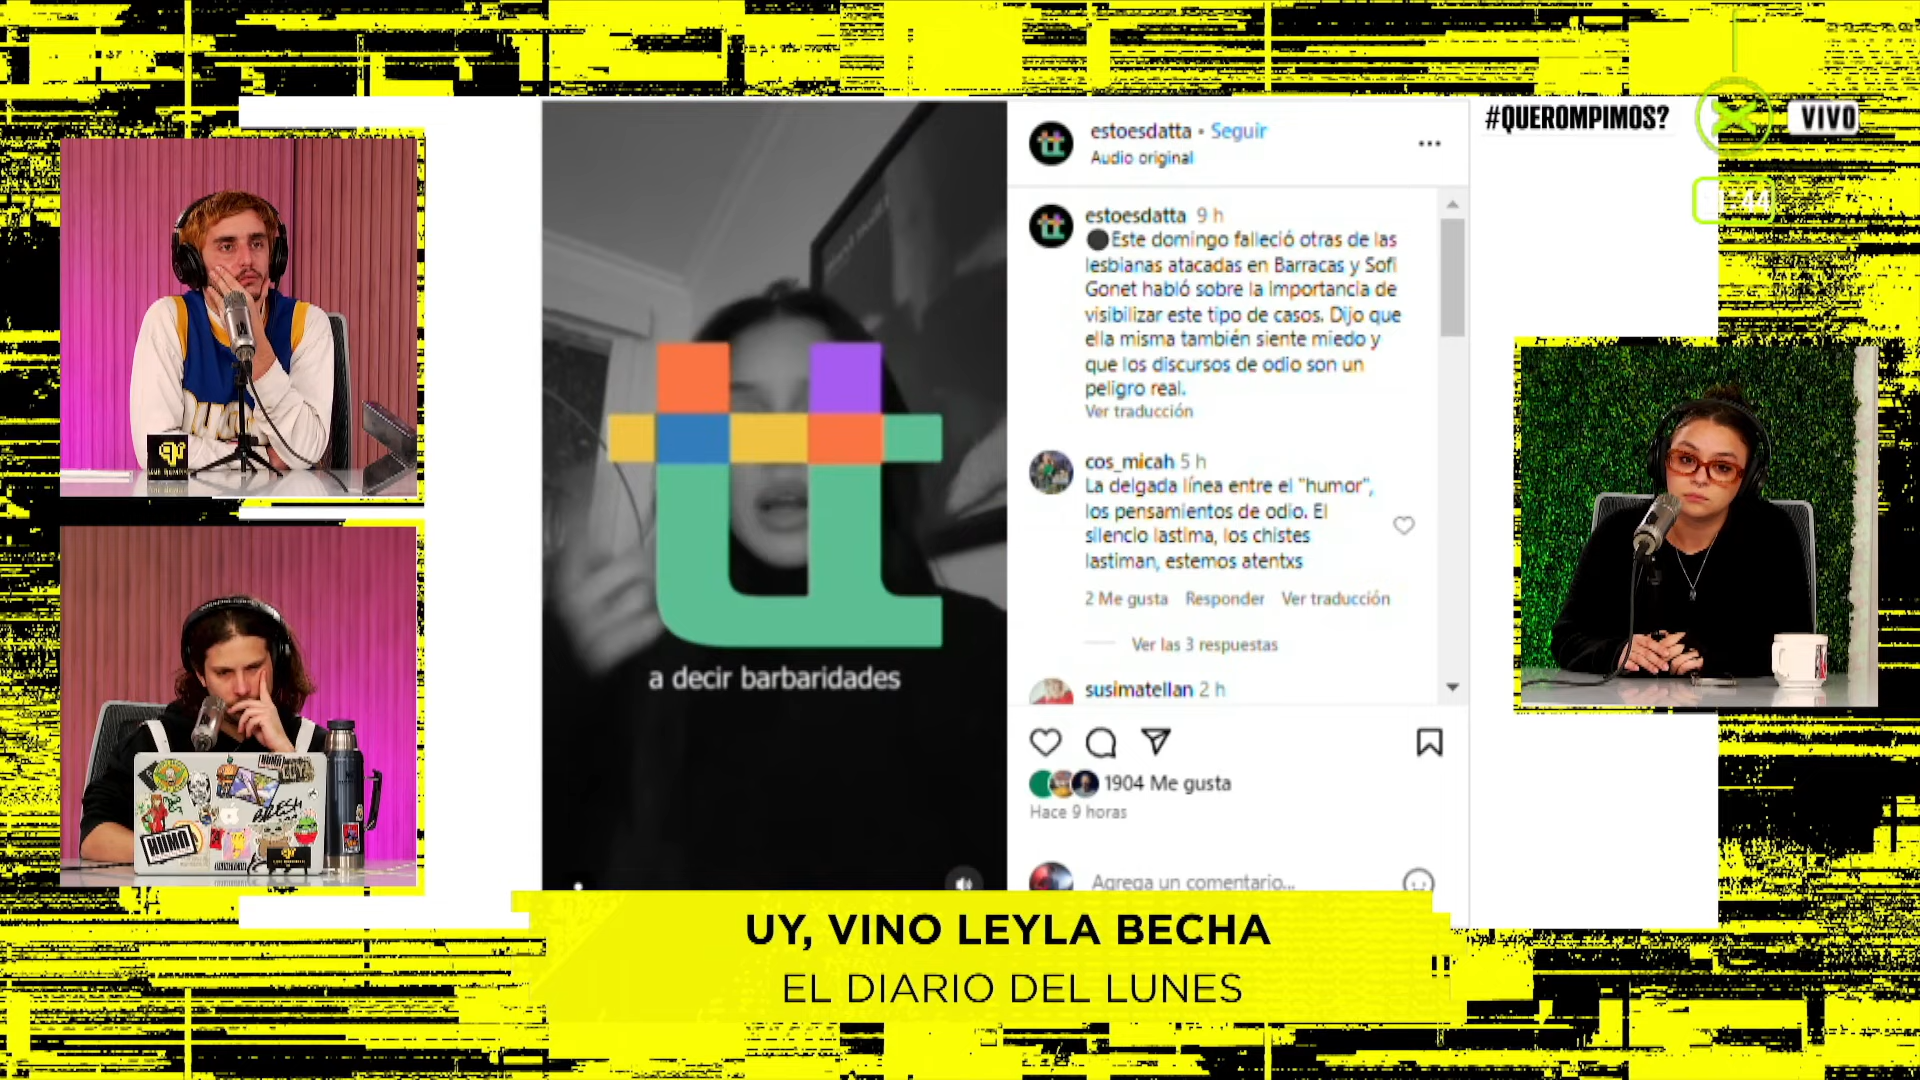 #QUEROMPIMOS?
VIVO
estoesdatta • Seguir
Audio original
estoesdatta 9 h
Este domingo falleció otras de las
lesbianas atacadas en Barracas y Sofi
Gonet habló sobre la importancia de
visibilizar este tipo de casos. Dijo que
ella misma también siente miedo y
que los discursos de odio son un
peligro real.
Ver traducción
cos_micah 5 h
La delgada línea entre el "humor",
los pensamientos de odio. El
silencio lastima, los chistes
lastiman, estemos atentxs
2 Me gusta Responder Ver traducción
Ver las 3 respuestas
susimatellan 2 h
1904 Me gusta
Hace 9 horas
Agrega un comentario...
a decir barbaridades
HIIMO
UY, VINO LEYLA BECHA
EL DIARIO DEL LUNES